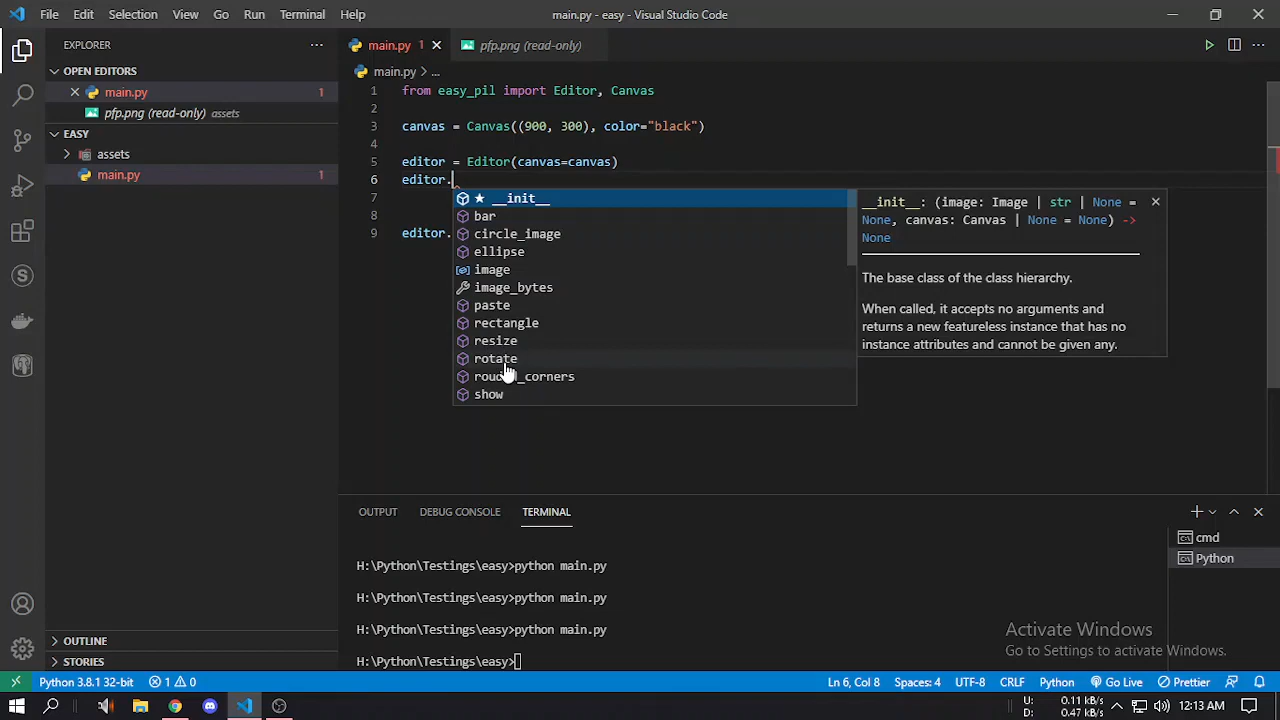 File Edit Selection View Go Run Terminal Help
main.py - easy - Visual Studio Code
EXPLORER
OPEN EDITORS
main.py 1
pfp.png (read-only) assets
EASY
assets
main.py 1
OUTLINE
STORIES
main.py 1
pfp.png (read-only)
main.py > ...
1 from easy_pil import Editor, Canvas
2
3 canvas = Canvas((900, 300), color="black")
4
5 editor = Editor(canvas=canvas)
6 editor.
7
8
9 editor.
★ __init__
bar
circle_image
ellipse
image
image_bytes
paste
rectangle
resize
rotate
_corners
show
__init__: (image: Image | str | None =
None, canvas: Canvas | None = None) ->
None
The base class of the class hierarchy.
When called, it accepts no arguments and
returns a new featureless instance that has no
instance attributes and cannot be given any.
OUTPUT DEBUG CONSOLE TERMINAL
H:\Python\Testings\easy>python main.py
H:\Python\Testings\easy>python main.py
H:\Python\Testings\easy>python main.py
H:\Python\Testings\easy>
cmd
Python
Activate Windows
Go to Settings to activate Windows.
Python 3.8.1 32-bit 1 0
Ln 6, Col 8 Spaces: 4 UTF-8 CRLF Python Go Live Prettier
U: 0.11 kB/s
D: 0.47 kB/s
12:13 AM